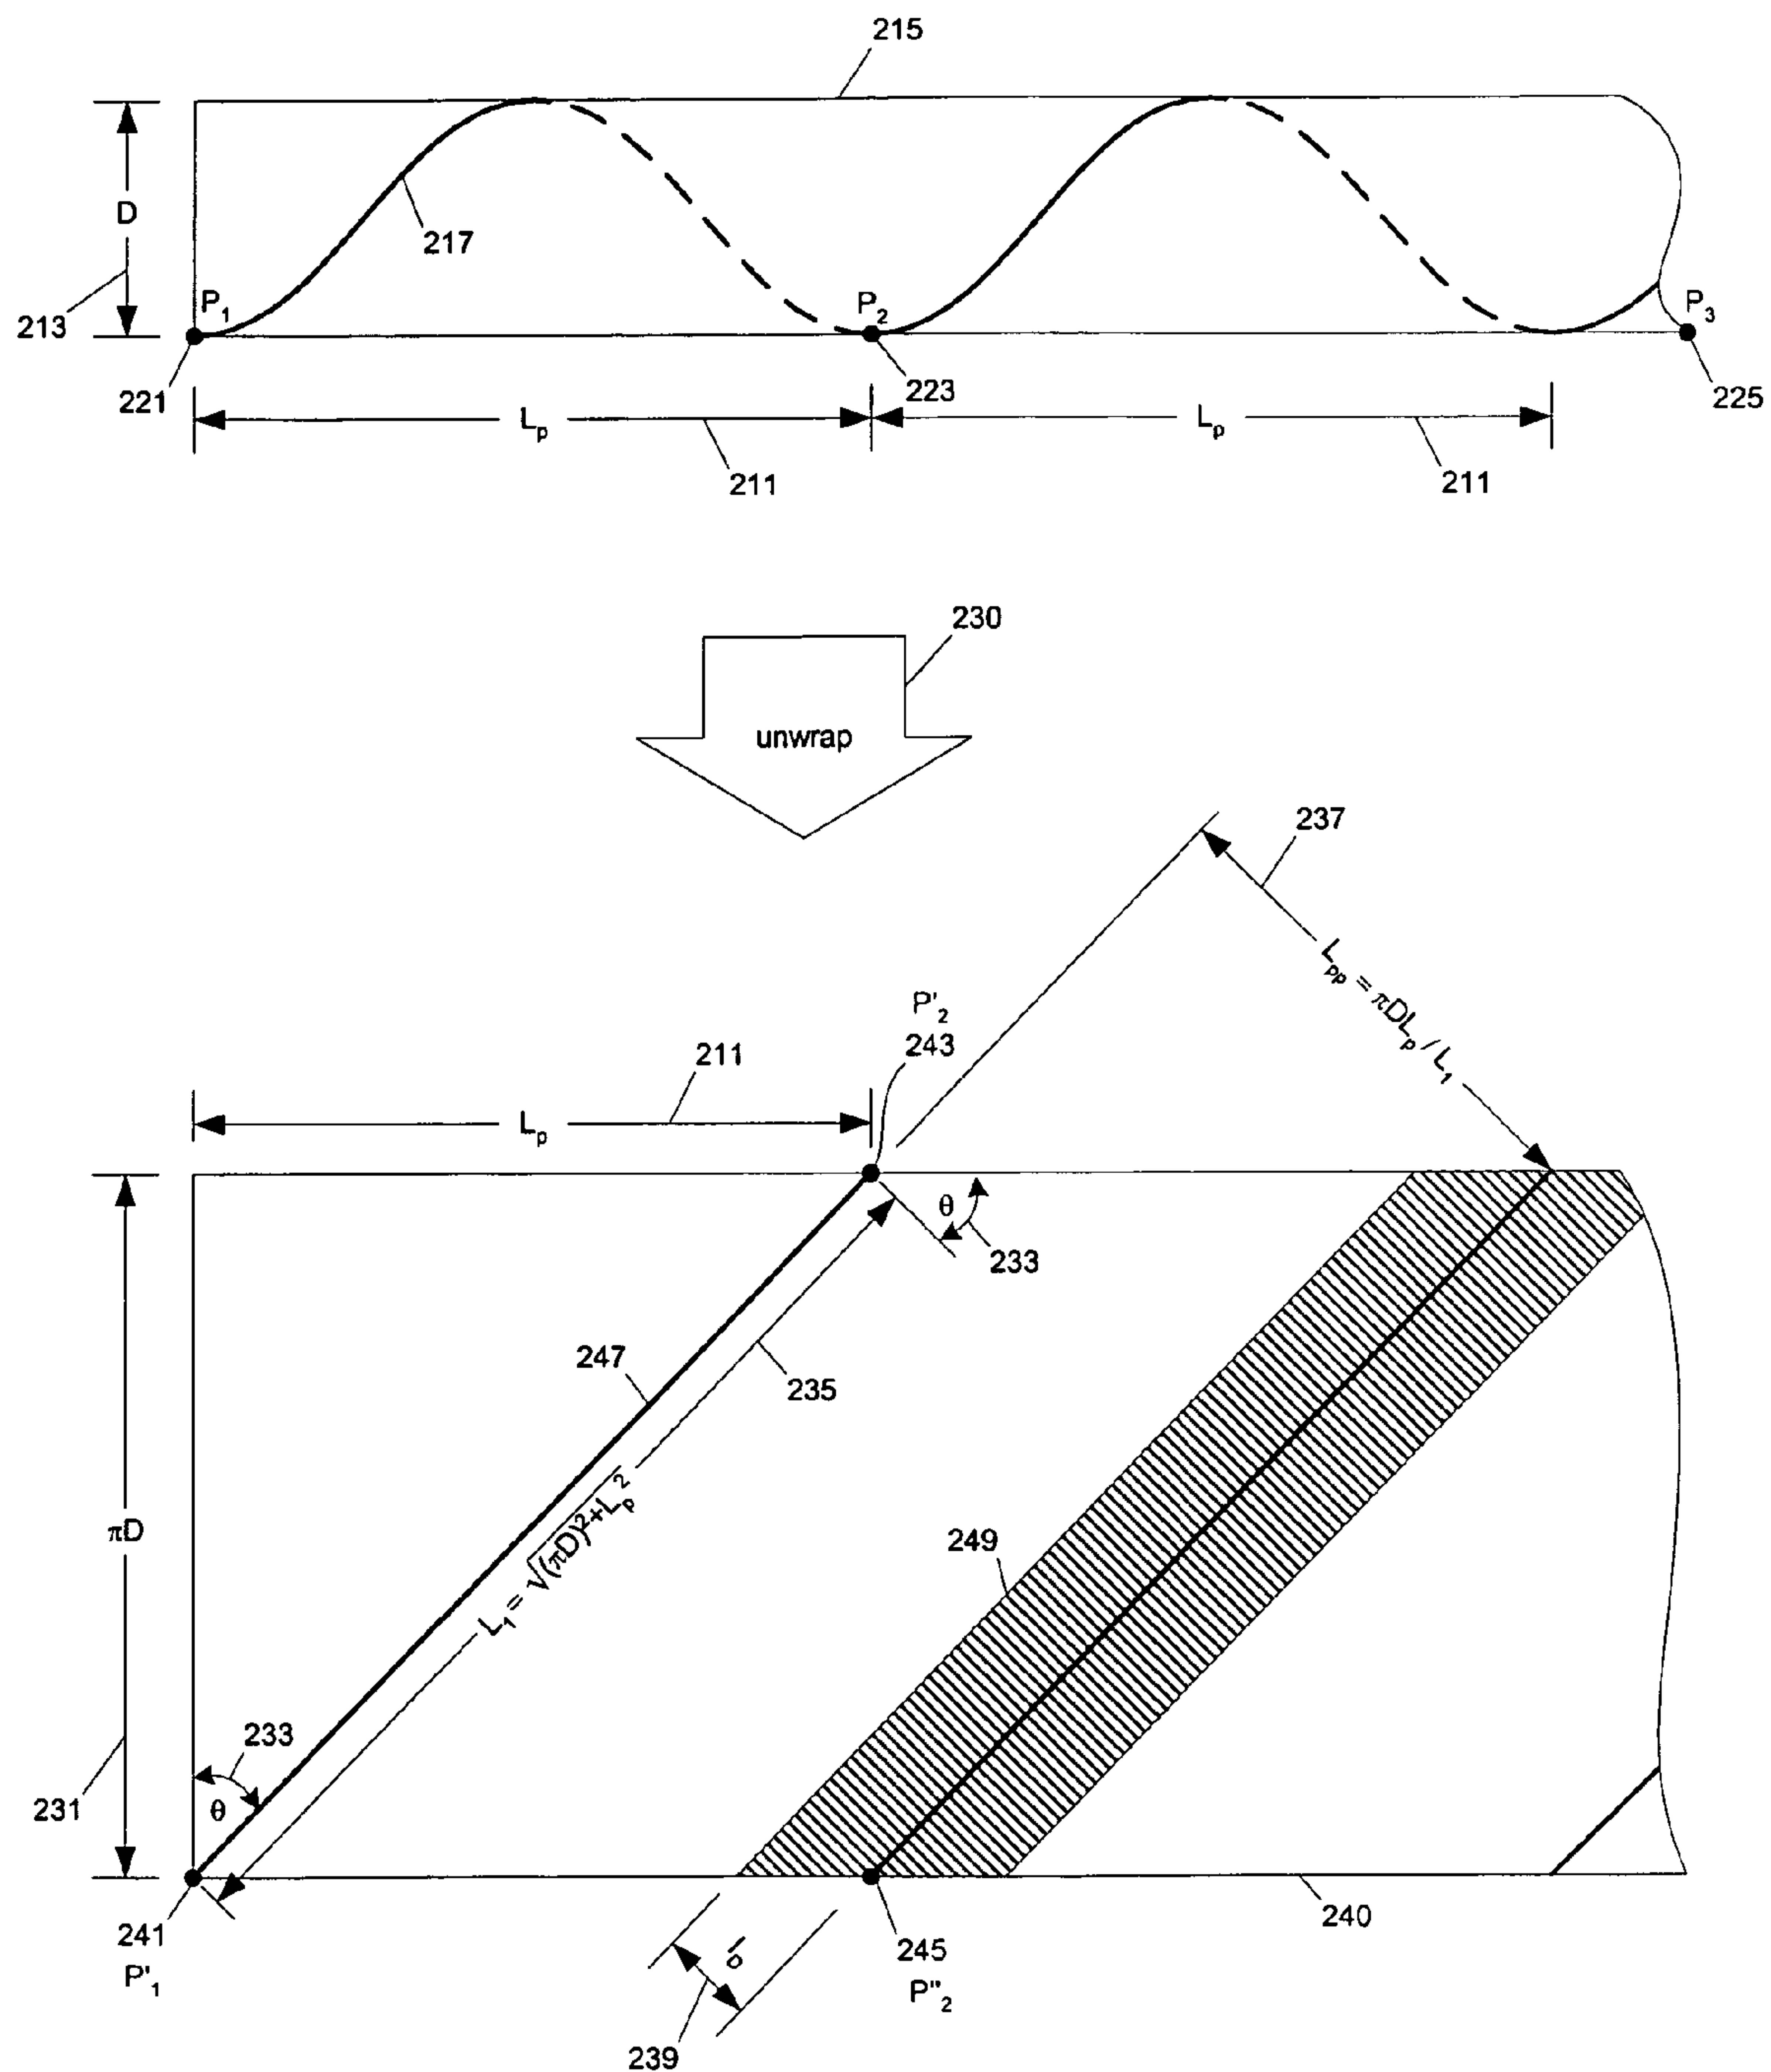 215
D
217
213
P1
P2
P3
221
223
225
Lp
Lp
211
211
230
unwrap
237
Lpp = πDLp / L1
P'2
243
211
Lp
θ
233
247
235
πD
L1 = √(πD)²+Lp²
249
233
231
θ
241
P'1
245
P"2
240
239